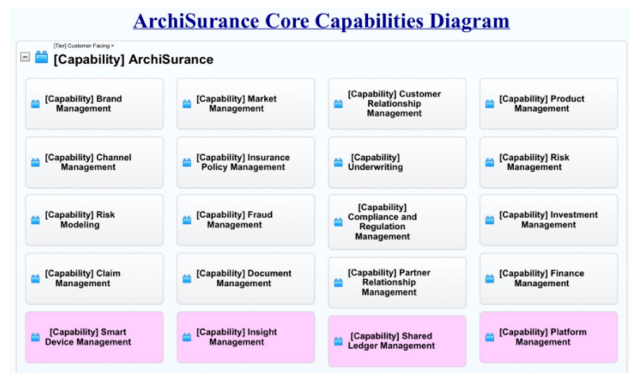 ArchiSurance Core Capabilities Diagram
[Tier] Customer Facing »
[Capability] ArchiSurance
[Capability] Brand
Management
[Capability] Market
Management
[Capability] Customer
Relationship
Management
[Capability] Product
Management
[Capability] Channel
Management
[Capability] Insurance
Policy Management
[Capability]
Underwriting
[Capability] Risk
Management
[Capability] Risk
Modeling
[Capability] Fraud
Management
[Capability]
Compliance and
Regulation
Management
[Capability] Investment
Management
[Capability] Claim
Management
[Capability] Document
Management
[Capability] Partner
Relationship
Management
[Capability] Finance
Management
[Capability] Smart
Device Management
[Capability] Insight
Management
[Capability] Shared
Ledger Management
[Capability] Platform
Management